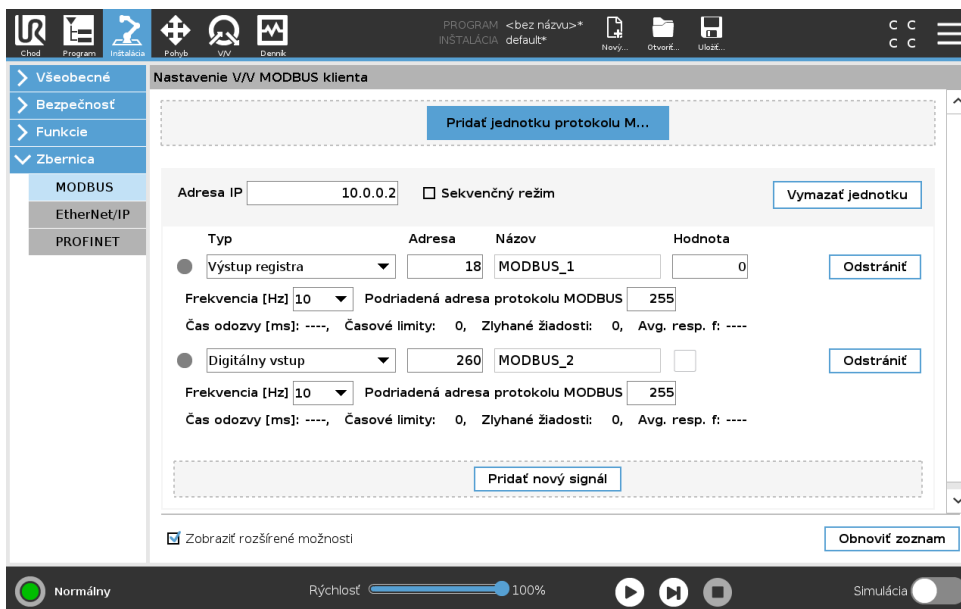 PROGRAM <bez názvu>*
INŠTALÁCIA default*
Chod Program Inštalácia Pohyb V/V Denník Nový... Otvoriť... Uložiť...
C C
C C
Všeobecné
Bezpečnosť
Funkcie
Zbernica
MODBUS
EtherNet/IP
PROFINET
Nastavenie V/V MODBUS klienta
Pridať jednotku protokolu M...
Adresa IP 10.0.0.2 Sekvenčný režim Vymazať jednotku
Typ Adresa Názov Hodnota
Výstup registra 18 MODBUS_1 0 Odstrániť
Frekvencia [Hz] 10 Podriadená adresa protokolu MODBUS 255
Čas odozvy [ms]: ----, Časové limity: 0, Zlyhané žiadosti: 0, Avg. resp. f: ----
Digitálny vstup 260 MODBUS_2 Odstrániť
Frekvencia [Hz] 10 Podriadená adresa protokolu MODBUS 255
Čas odozvy [ms]: ----, Časové limity: 0, Zlyhané žiadosti: 0, Avg. resp. f: ----
Pridať nový signál
Zobraziť rozšírené možnosti Obnoviť zoznam
Normálny Rýchlosť 100% Simulácia